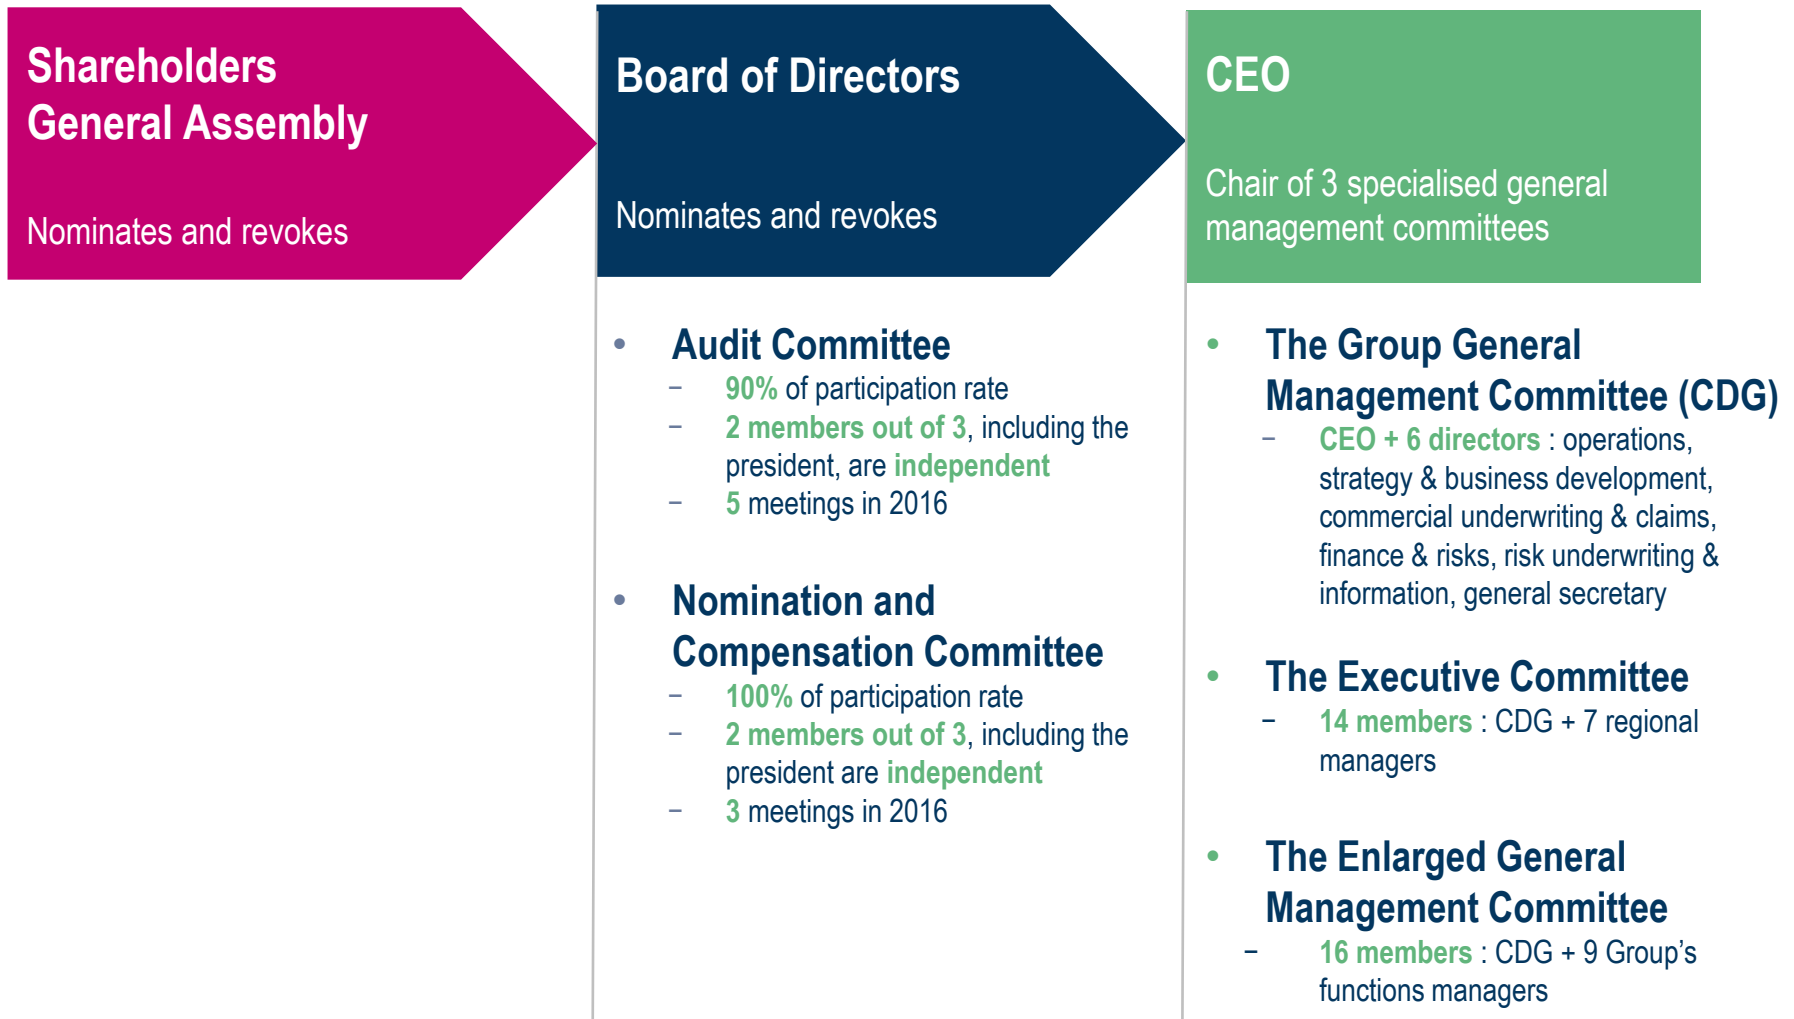 Shareholders
General Assembly
Nominates and revokes
Board of Directors
Nominates and revokes
• Audit Committee
− 90% of participation rate
− 2 members out of 3, including the
president, are independent
− 5 meetings in 2016
• Nomination and
Compensation Committee
− 100% of participation rate
− 2 members out of 3, including the
president are independent
− 3 meetings in 2016
CEO
Chair of 3 specialised general
management committees
• The Group General
Management Committee (CDG)
− CEO + 6 directors : operations,
strategy & business development,
commercial underwriting & claims,
finance & risks, risk underwriting &
information, general secretary
• The Executive Committee
− 14 members : CDG + 7 regional
managers
• The Enlarged General
Management Committee
− 16 members : CDG + 9 Group’s
functions managers